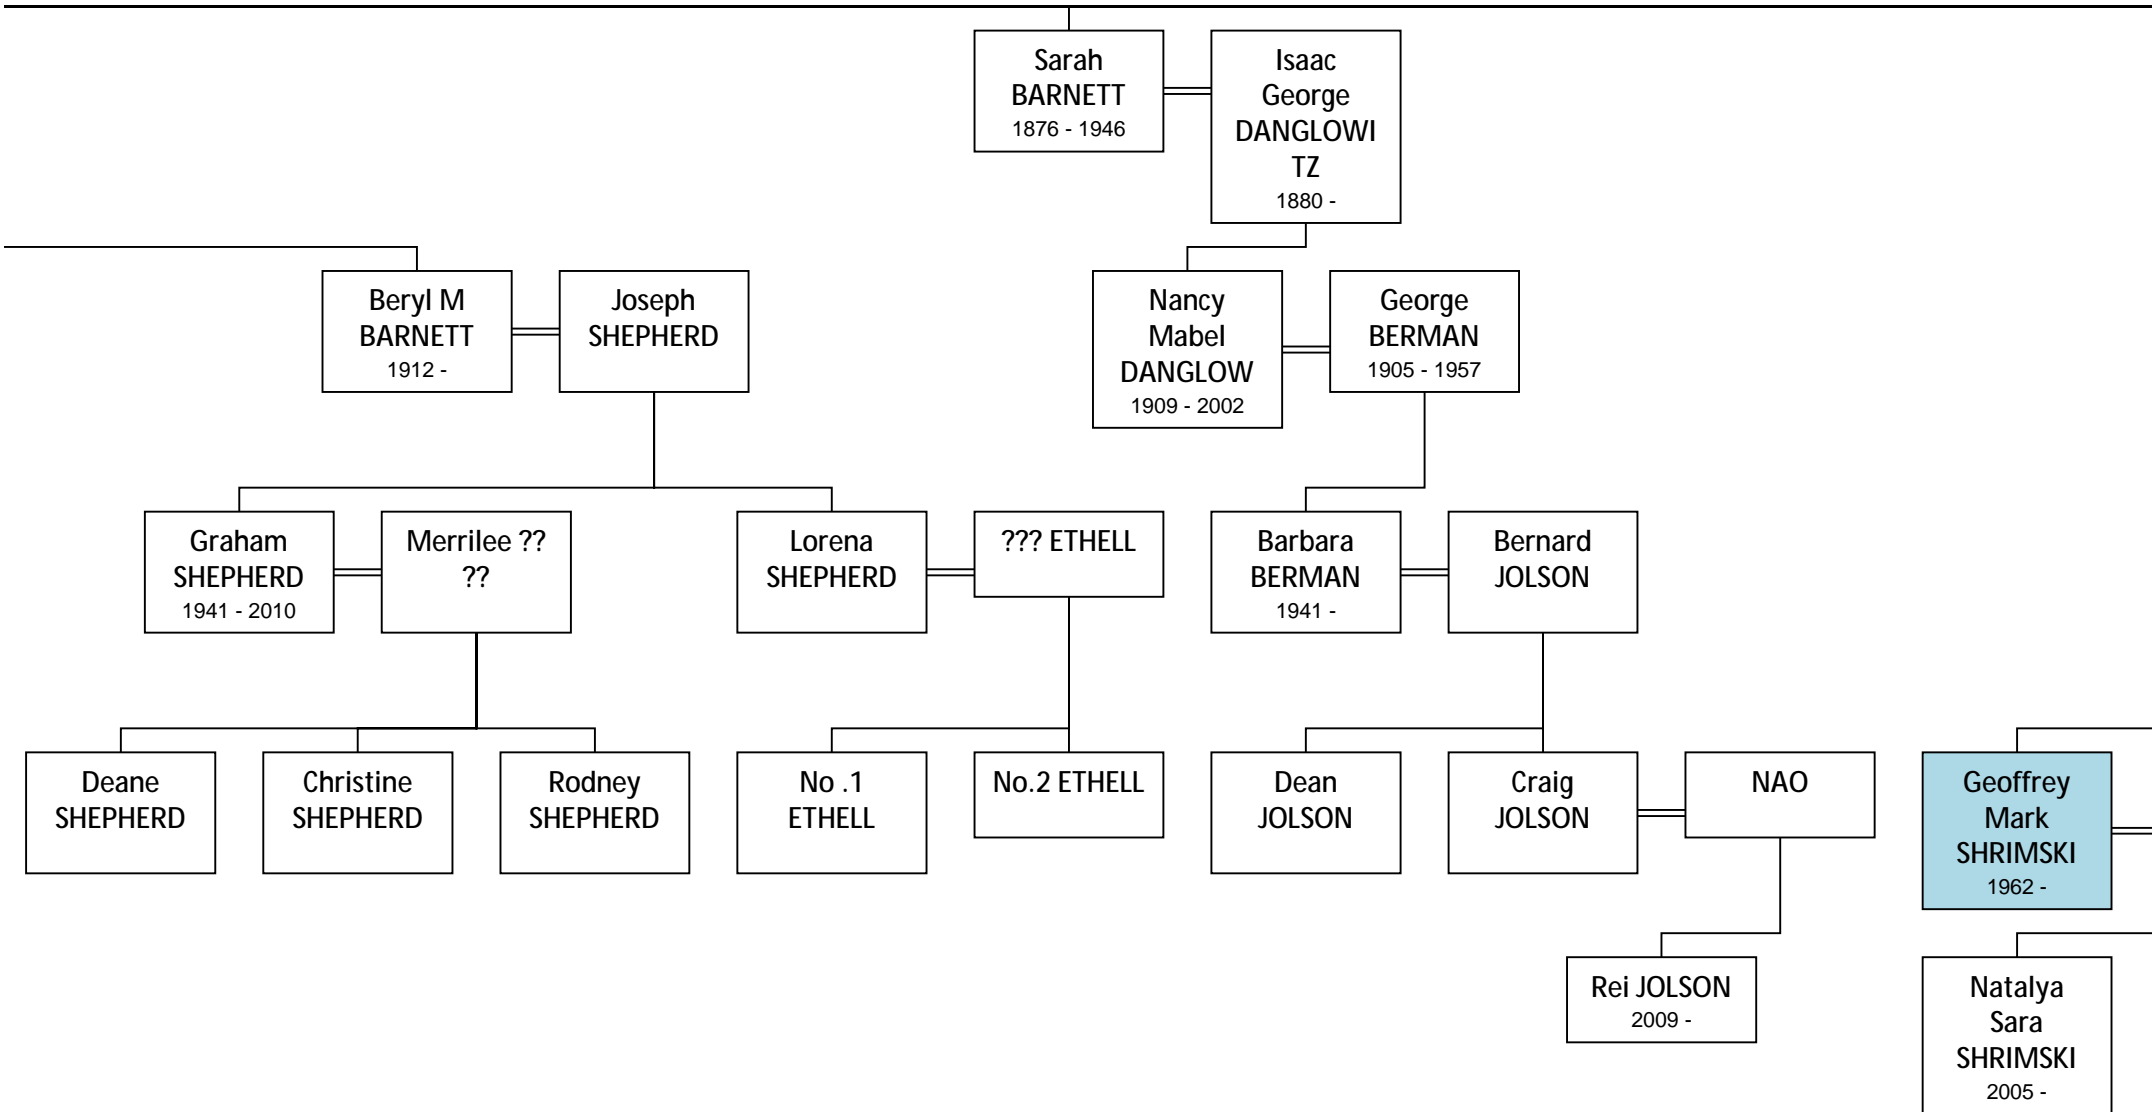 Sarah
BARNETT
1876 - 1946
Isaac
George
DANGLOWI
TZ
1880 -
Beryl M
BARNETT
1912 -
Joseph
SHEPHERD
Nancy
Mabel
DANGLOW
1909 - 2002
George
BERMAN
1905 - 1957
Graham
SHEPHERD
1941 - 2010
Merrilee ??
??
Lorena
SHEPHERD
??? ETHELL
Barbara
BERMAN
1941 -
Bernard
JOLSON
Deane
SHEPHERD
Christine
SHEPHERD
Rodney
SHEPHERD
No .1
ETHELL
No.2 ETHELL
Dean
JOLSON
Craig
JOLSON
NAO
Geoffrey
Mark
SHRIMSKI
1962 -
Rei JOLSON
2009 -
Natalya
Sara
SHRIMSKI
2005 -